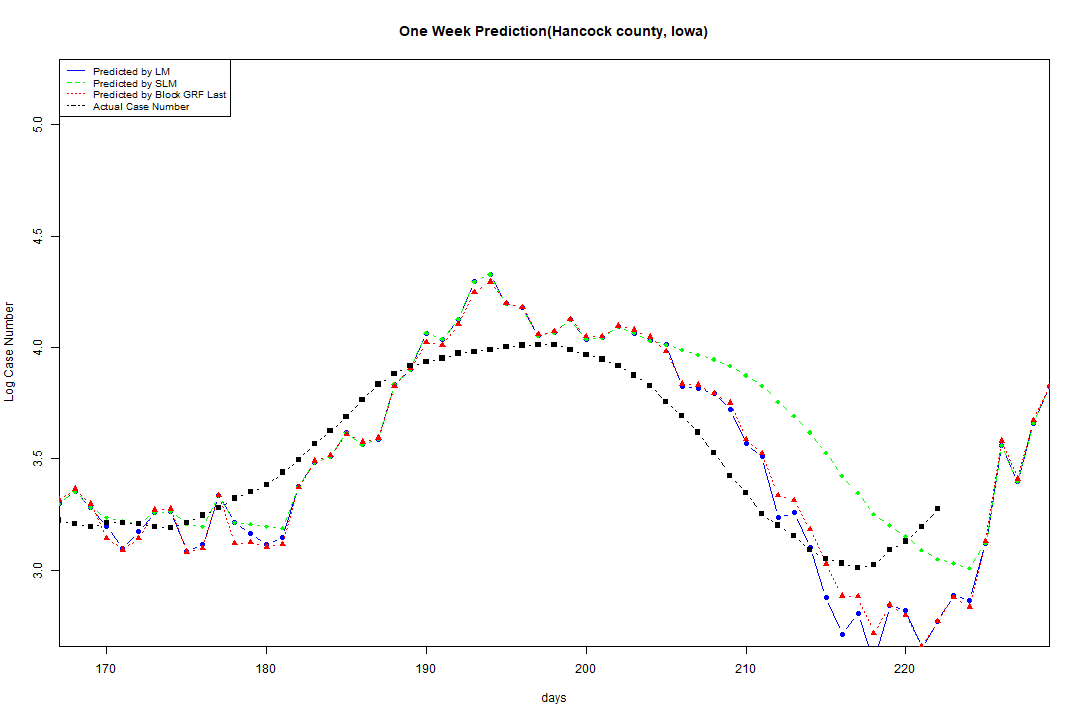 One Week Prediction(Hancock county, Iowa)
Predicted by LM
Predicted by SLM
Predicted by Block GRF Last
Actual Case Number
5.0
4.5
4.0
3.5
3.0
Log Case Number
170 180 190 200 210 220
days